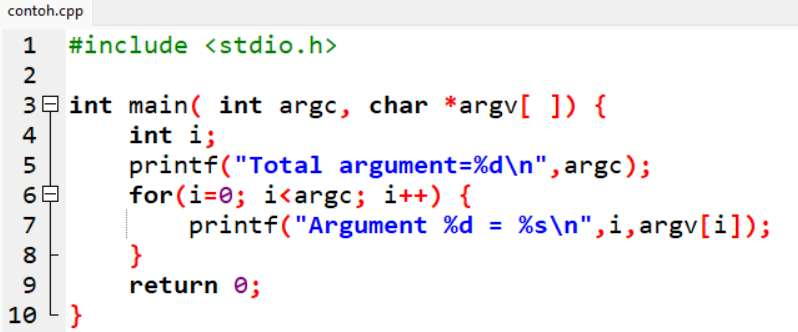 contoh.cpp
1 #include <stdio.h>
2
3 int main( int argc, char *argv[ ]) {
4 int i;
5 printf("Total argument=%d\n",argc);
6 for(i=0; i<argc; i++) {
7 printf("Argument %d = %s\n",i,argv[i]);
8 }
9 return 0;
10 }